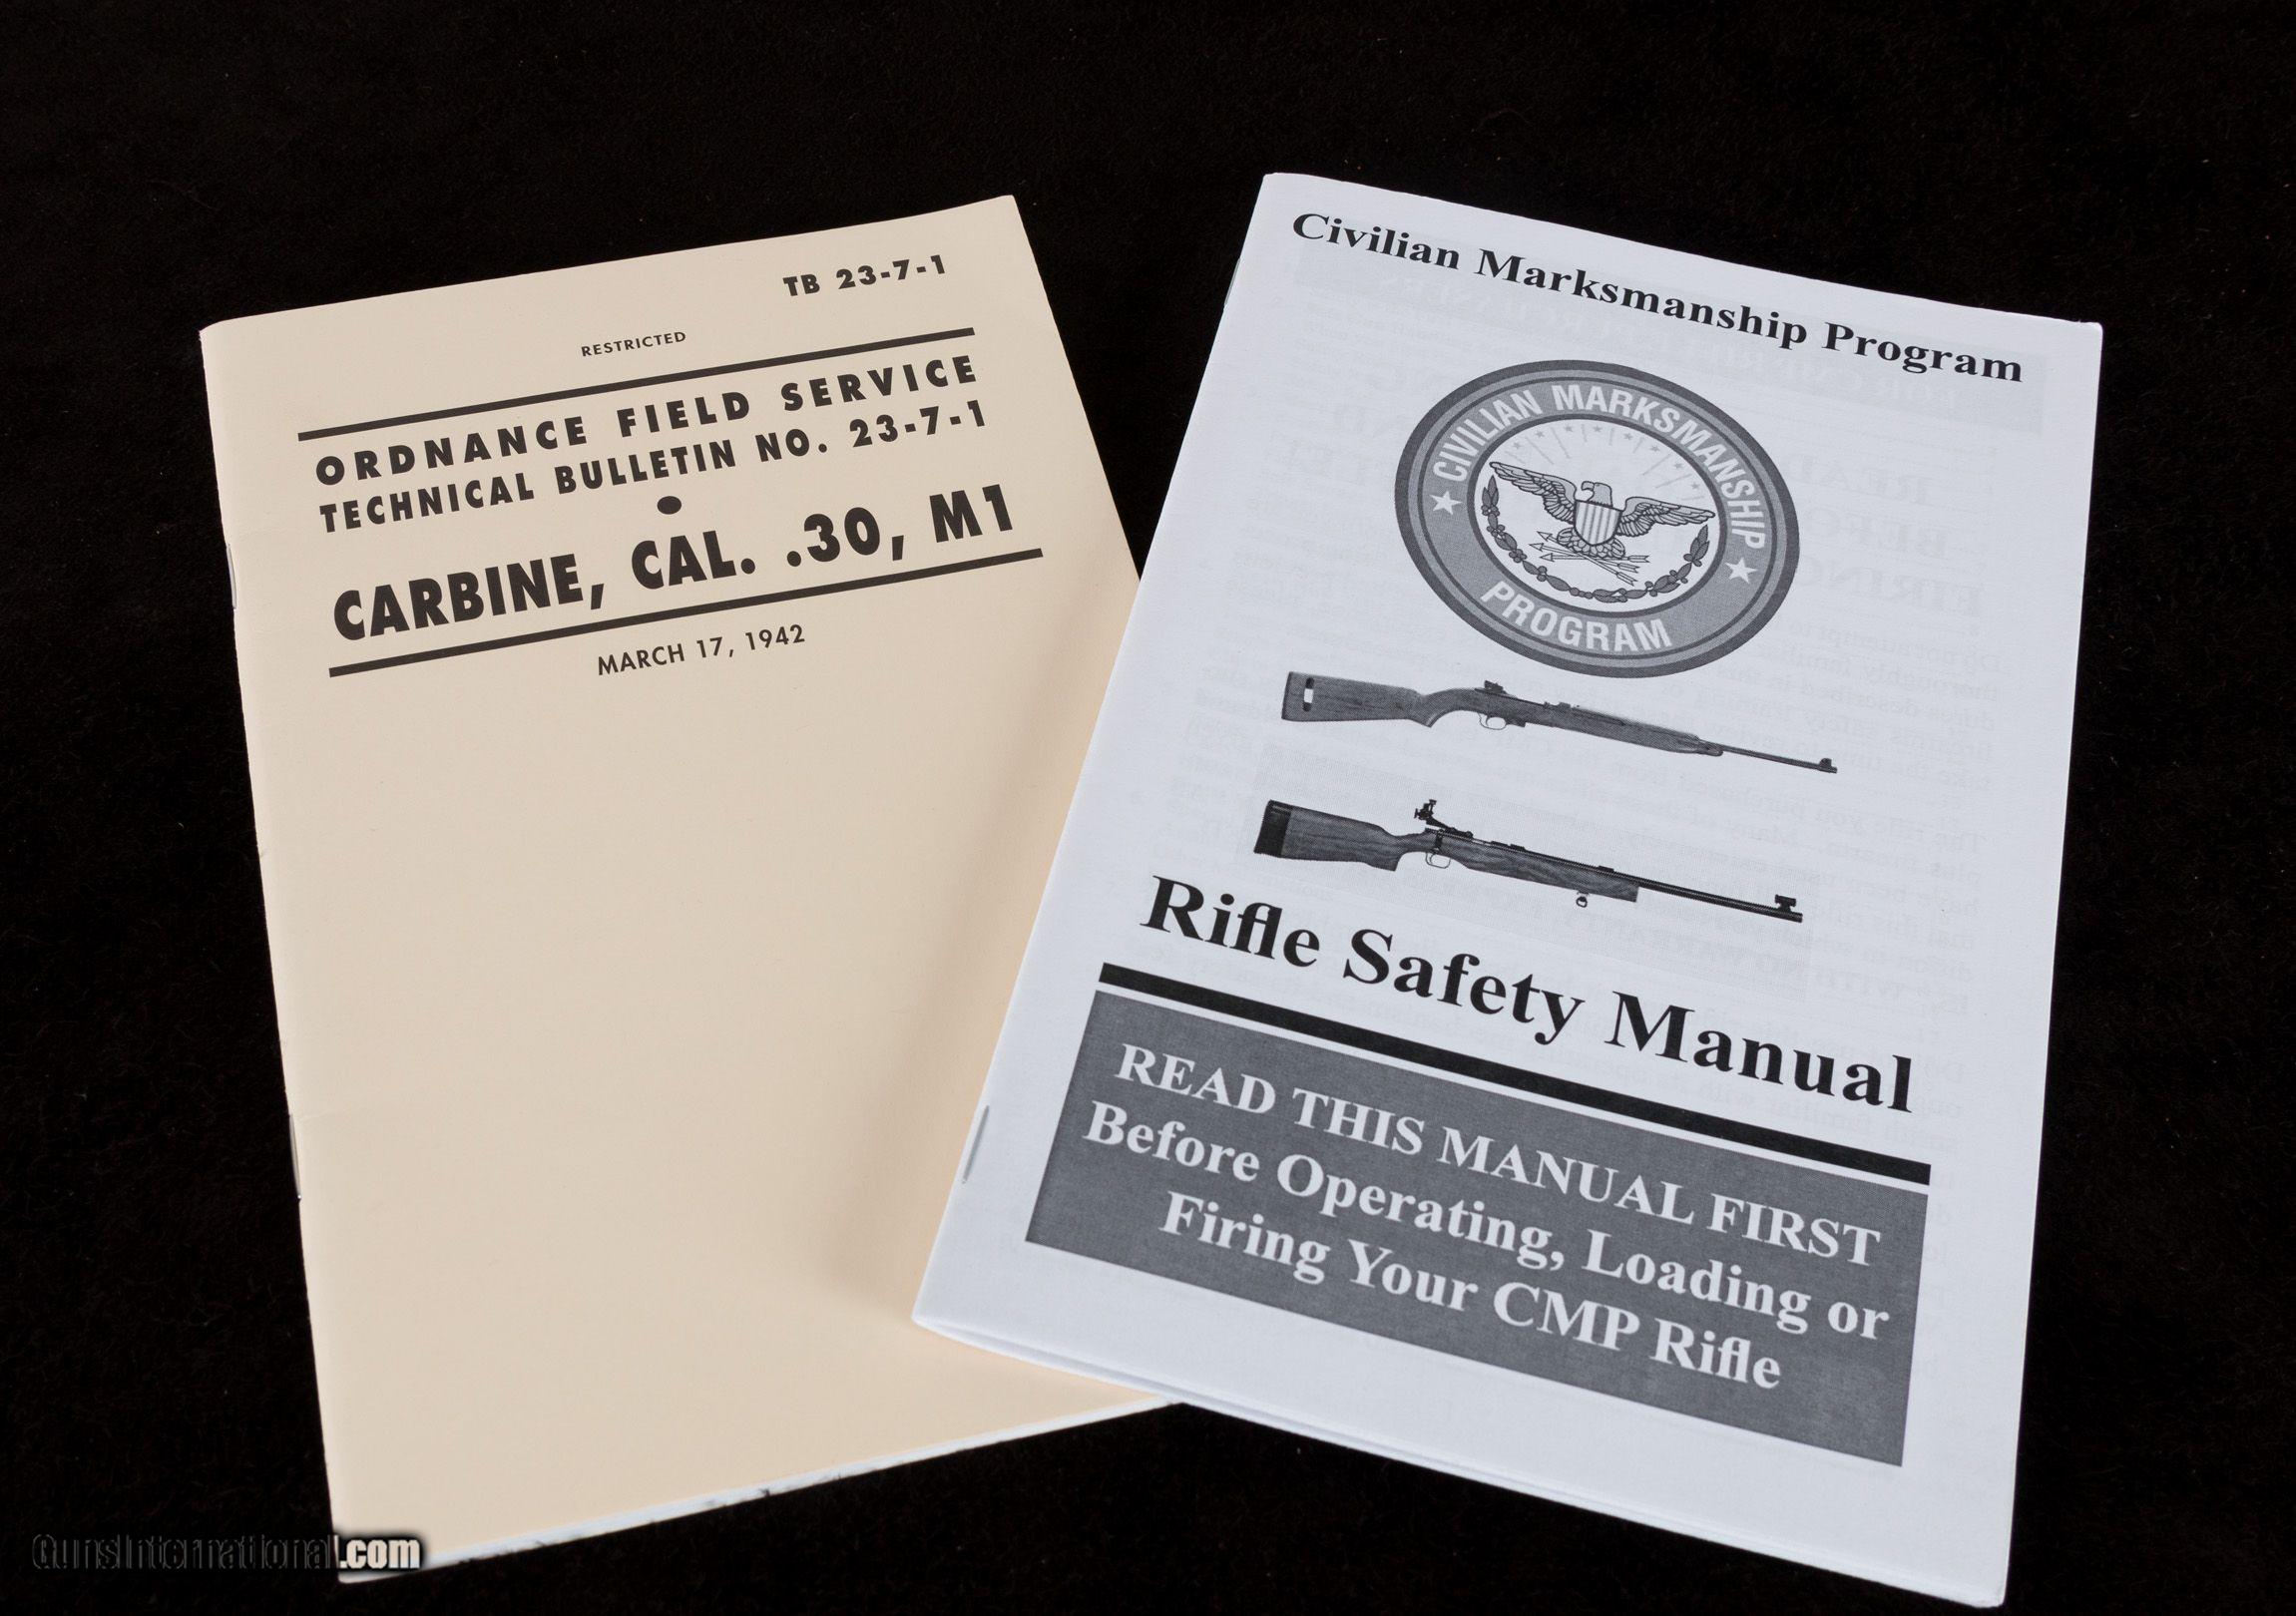 TB 23-7-1
RESTRICTED
ORDNANCE FIELD SERVICE
TECHNICAL BULLETIN NO. 23-7-1
CARBINE, CAL. .30, M1
MARCH 17, 1942
Civilian Marksmanship Program
CIVILIAN MARKSMANSHIP
PROGRAM
Rifle Safety Manual
READ THIS MANUAL FIRST
Before Operating, Loading or
Firing Your CMP Rifle
GunsInternational.com